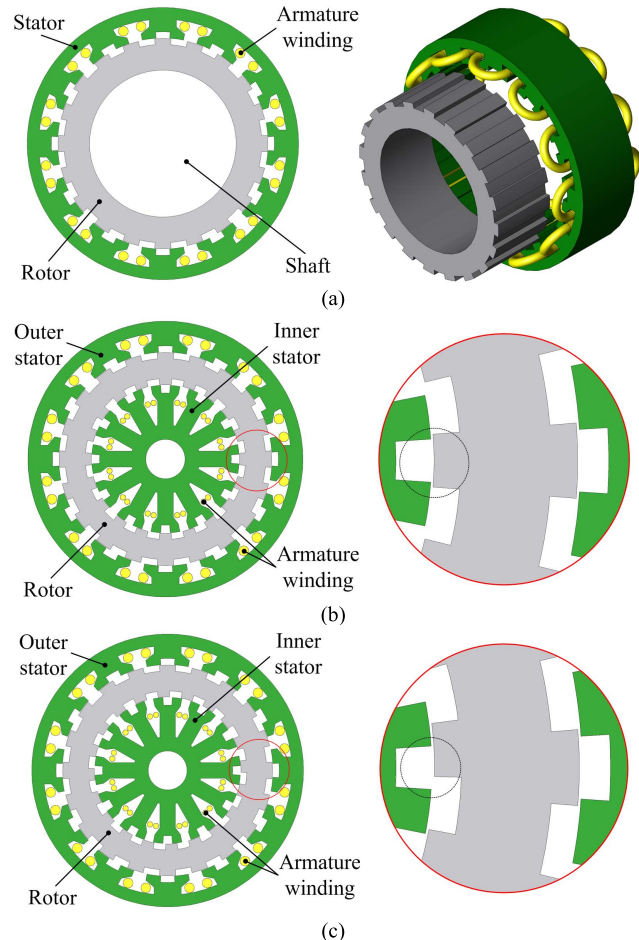 Stator
Armature
winding
Rotor
Shaft
(a)
Outer
stator
Inner
stator
Rotor
Armature
winding
(b)
Outer
stator
Inner
stator
Rotor
Armature
winding
(c)